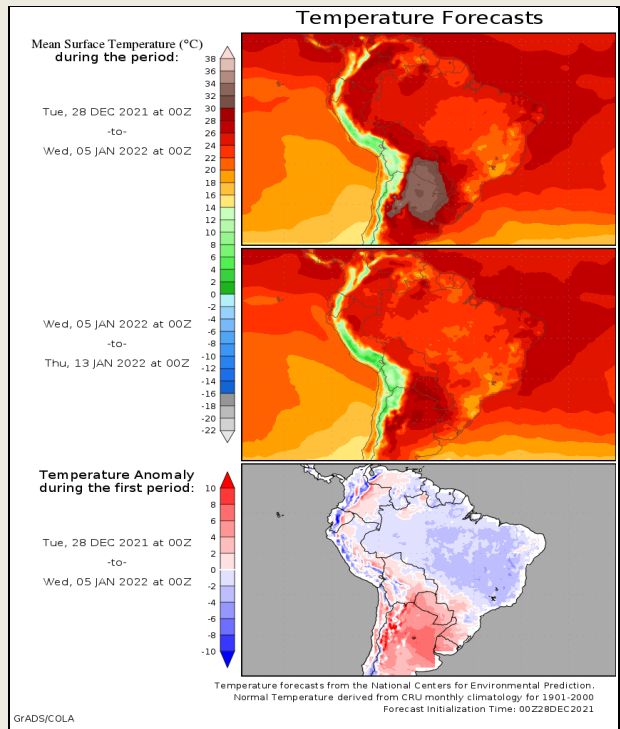 Temperature Forecasts
Mean Surface Temperature (°C)
during the period:
Tue, 28 DEC 2021 at 00Z
-to-
Wed, 05 JAN 2022 at 00Z
38
36
34
32
30
28
26
24
22
20
18
16
14
12
10
8
6
4
2
0
-2
-4
-6
-8
-10
-12
-14
-16
-18
-20
-22
Wed, 05 JAN 2022 at 00Z
-to-
Thu, 13 JAN 2022 at 00Z
Temperature Anomaly
during the first period:
Tue, 28 DEC 2021 at 00Z
-to-
Wed, 05 JAN 2022 at 00Z
10
8
6
4
2
0
-2
-4
-6
-8
-10
Temperature forecasts from the National Centers for Environmental Prediction.
Normal Temperature derived from CRU monthly climatology for 1901-2000
Forecast Initialization Time: 00Z28DEC2021
GrADS/COLA